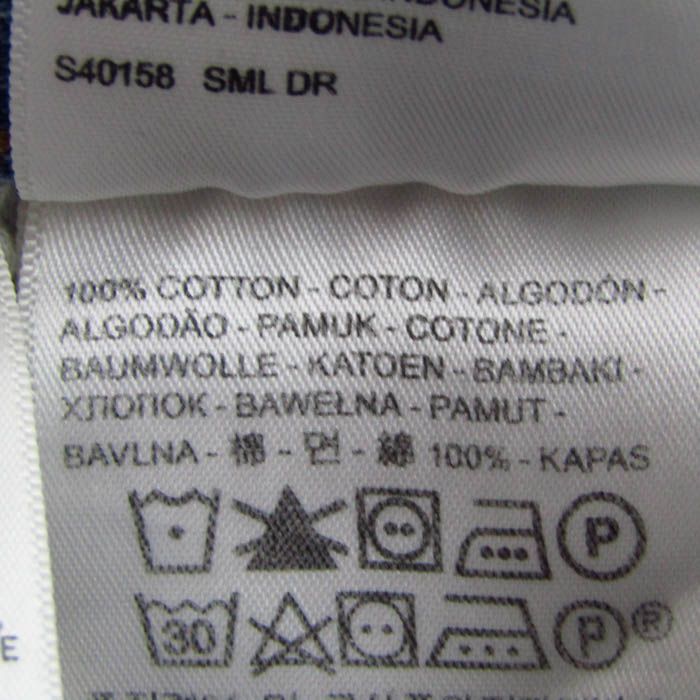 INDONESIA
JAKARTA - INDONESIA
S40158 SML DR
100% COTTON - COTON - ALGODÓN -
ALGODÃO - PAMUK - COTONE -
BAUMWOLLE - KATOEN - BAMBAKI -
ХЛОПОК - BAWEŁNA - PAMUT -
BAVLNA - 棉 - 면 - 綿 100% - KAPAS
P
30 P ®
E